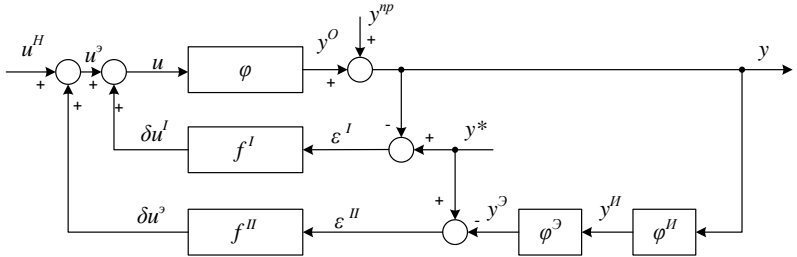 u^Н u^э u φ y^О y^пр y
+ + + + + +
+ +
δu^I f^I ε^I - + y*
δu^э f^II ε^II + - y^Э φ^Э y^И φ^И